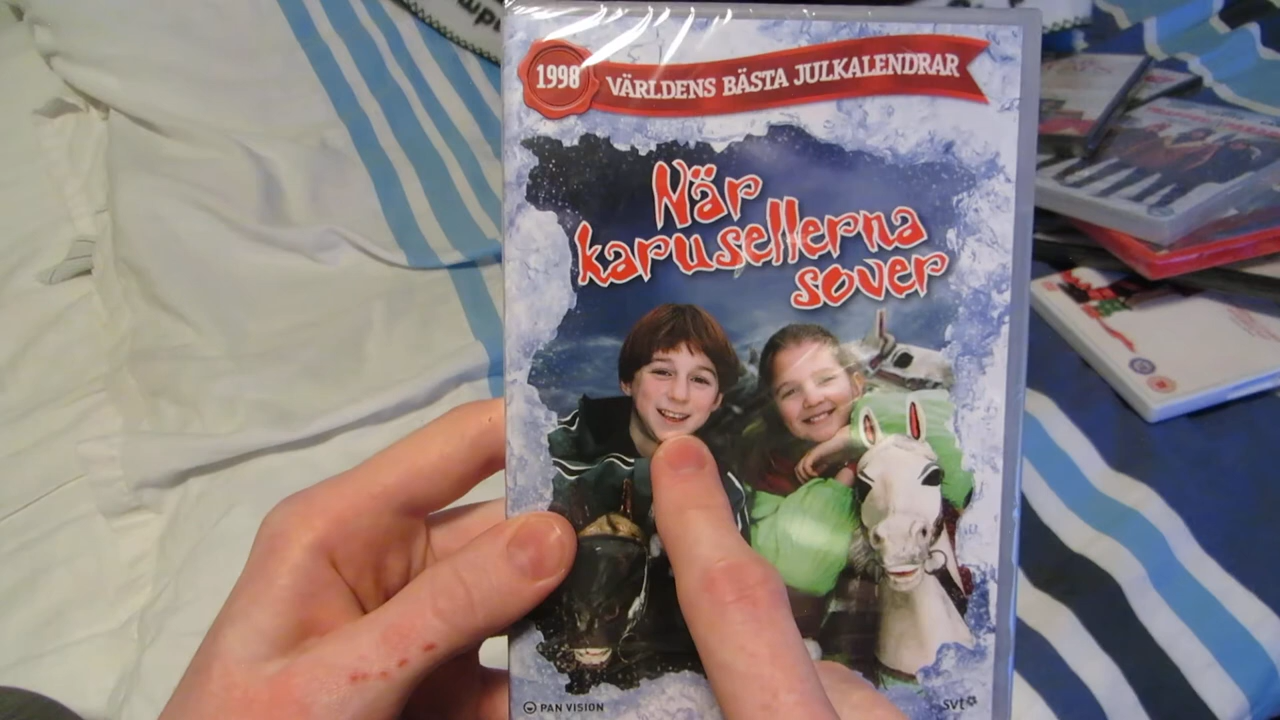 1998
VÄRLDENS BÄSTA JULKALENDRAR
När
karusellerna
sover
PAN VISION
svt